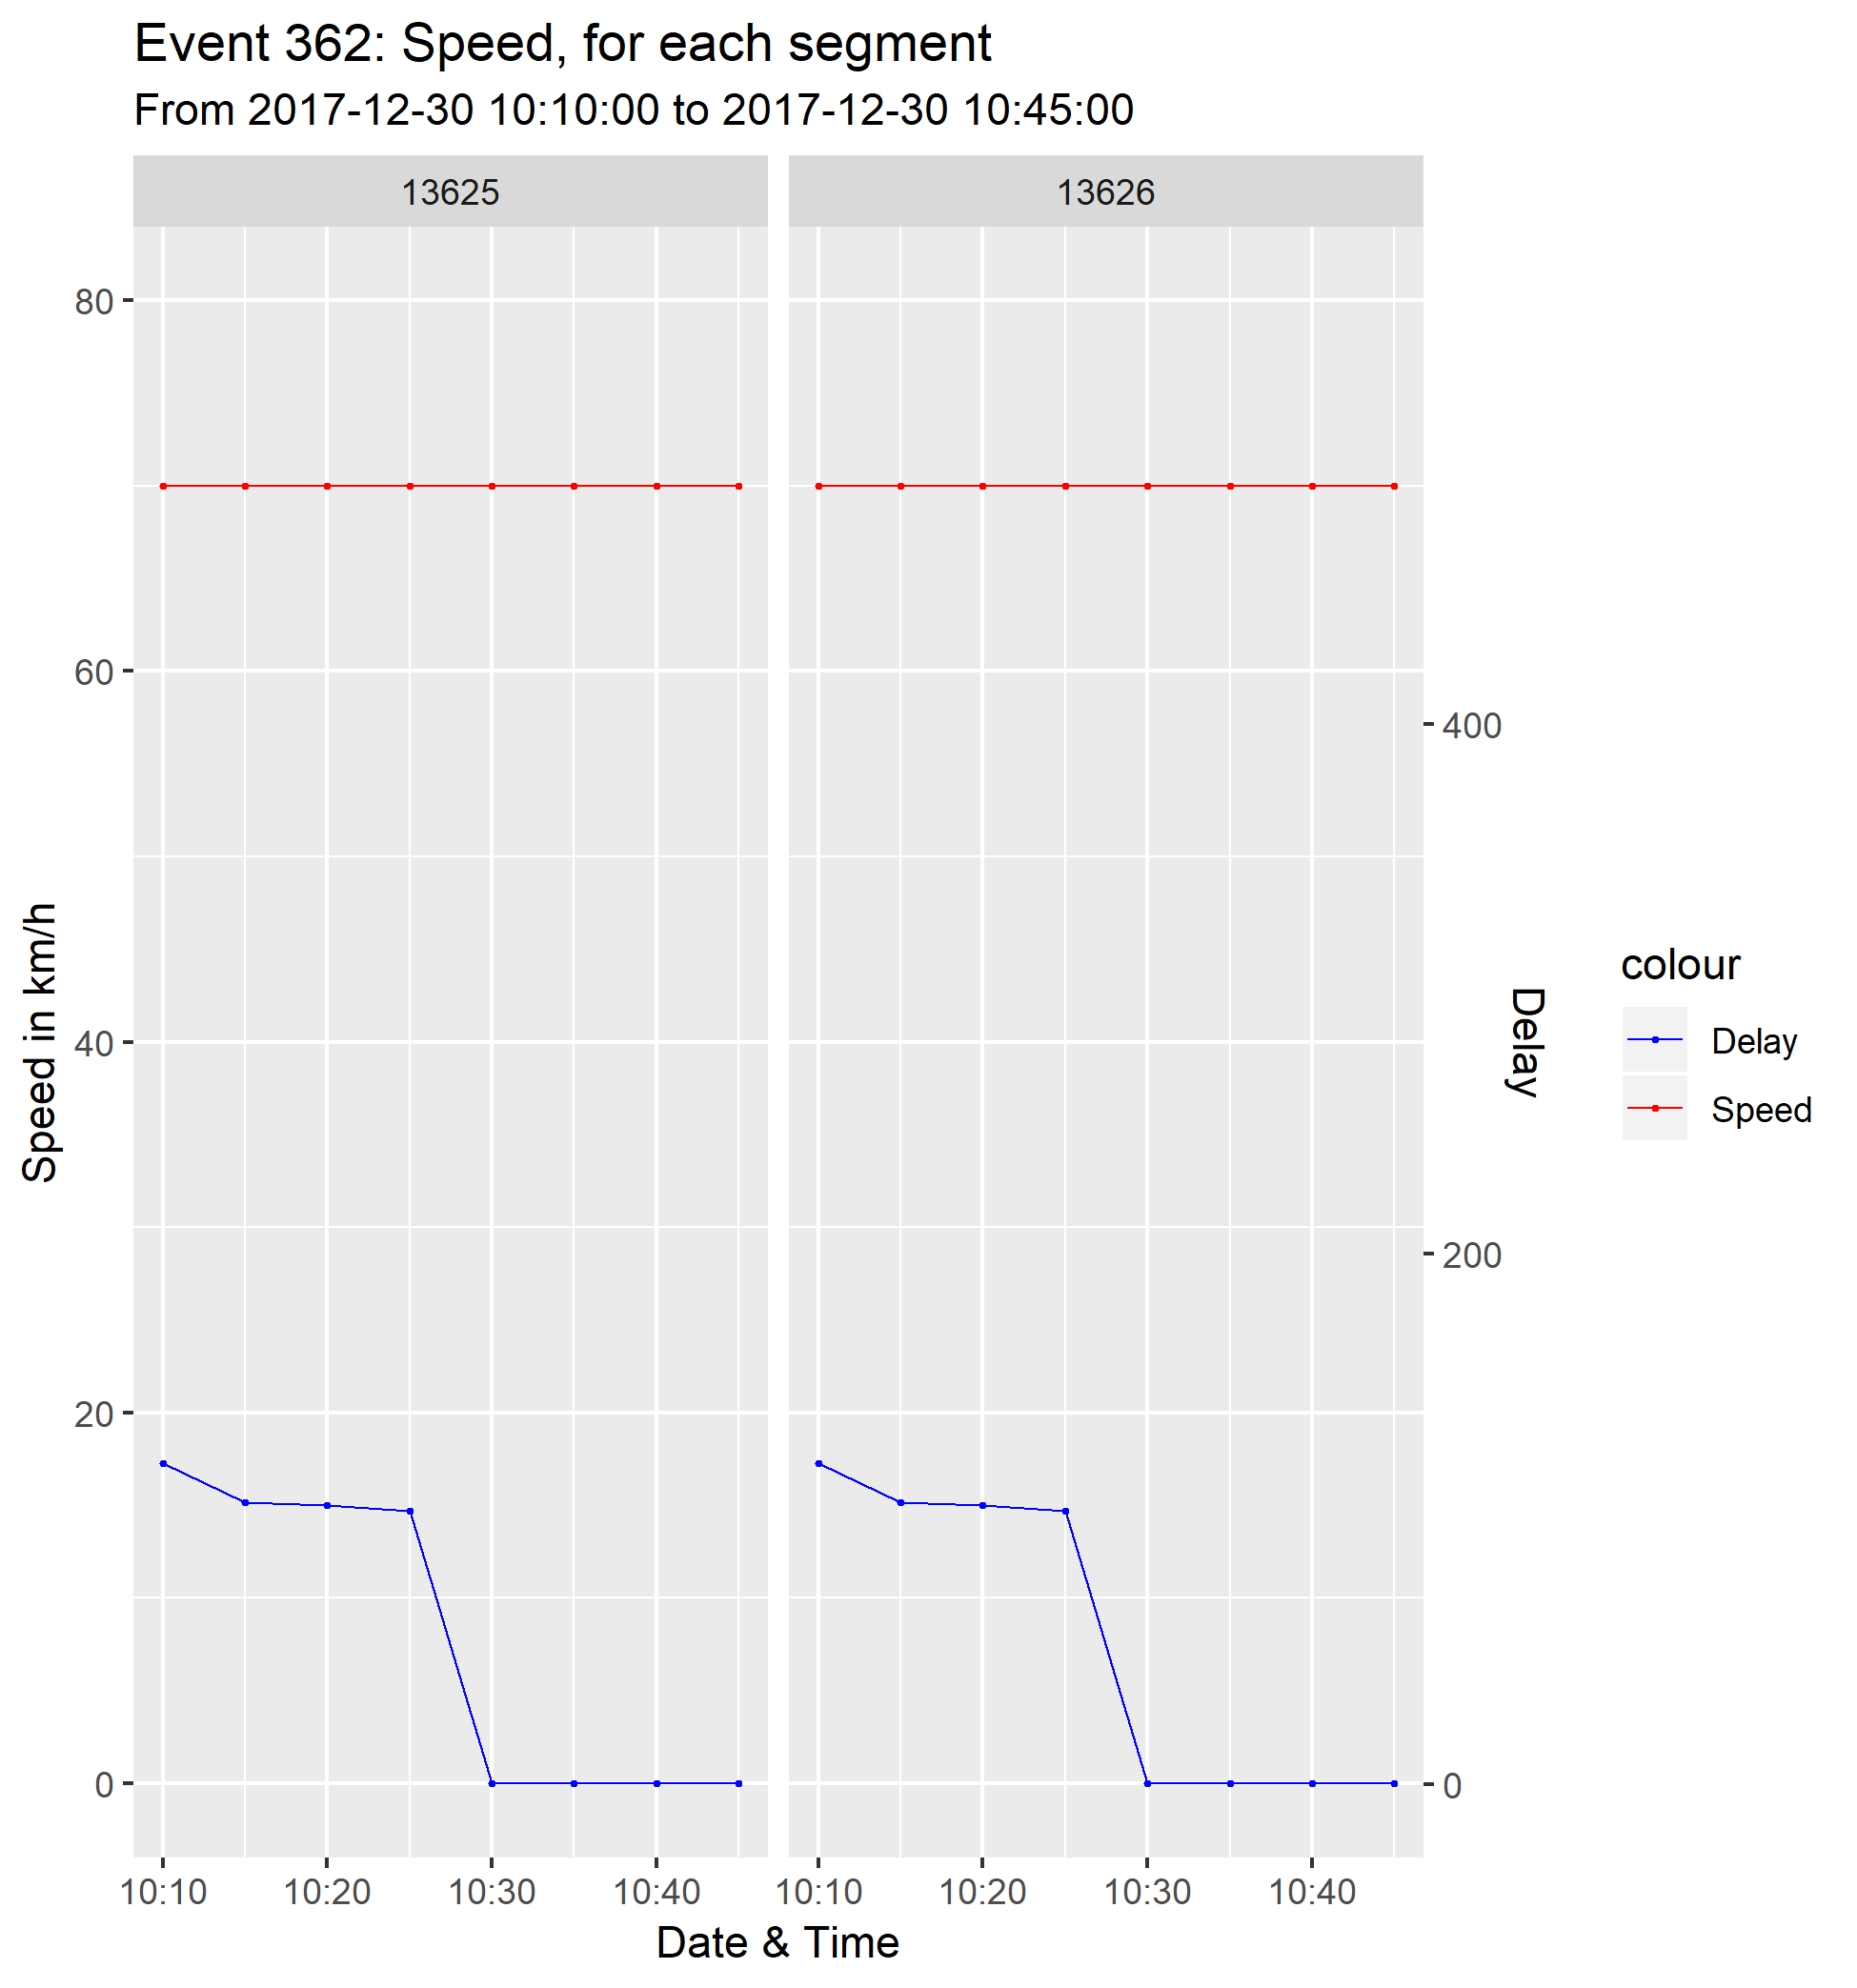 Event 362: Speed, for each segment
From 2017-12-30 10:10:00 to 2017-12-30 10:45:00
13625 13626
80
60
40
20
0
Speed in km/h
400
200
0
Delay
colour
Delay
Speed
10:10 10:20 10:30 10:40 10:10 10:20 10:30 10:40
Date & Time